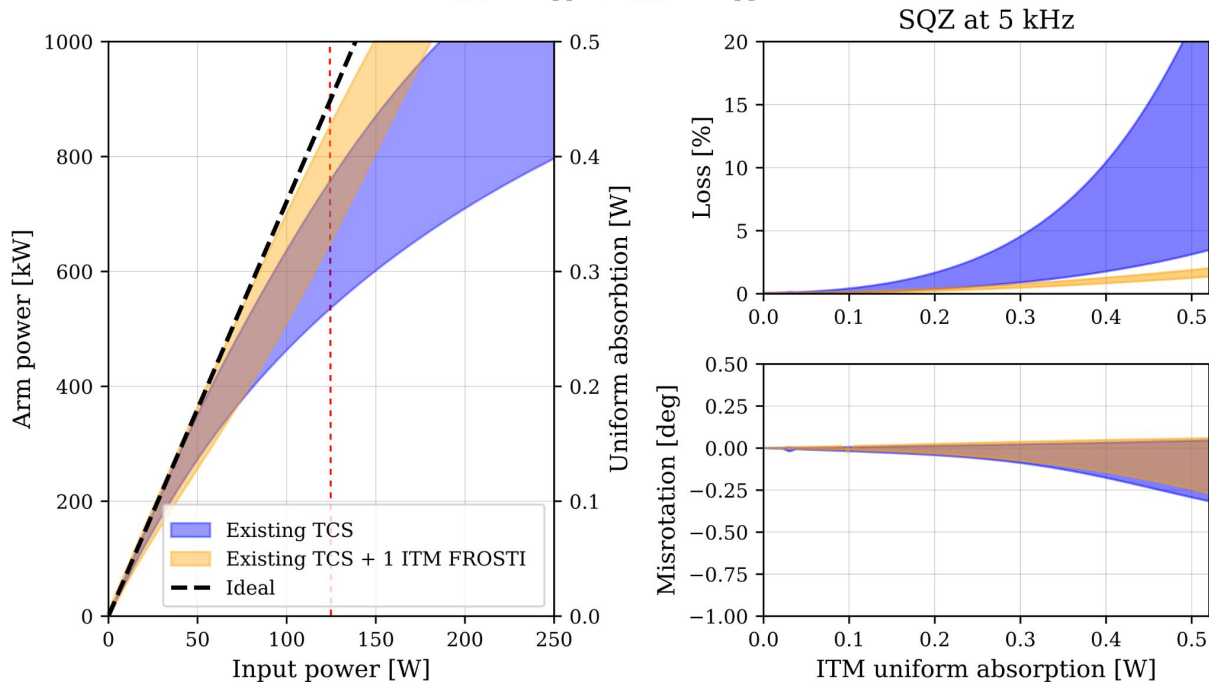 SQZ at 5 kHz
1000
800
600
400
200
0
Arm power [kW]
0 50 100 150 200 250
Input power [W]
0.5
0.4
0.3
0.2
0.1
0.0
Uniform absorbtion [W]
Existing TCS
Existing TCS + 1 ITM FROSTI
Ideal
20
15
10
5
0
Loss [%]
0.0 0.1 0.2 0.3 0.4 0.5
0.50
0.25
0.00
−0.25
−0.50
−0.75
−1.00
Misrotation [deg]
0.0 0.1 0.2 0.3 0.4 0.5
ITM uniform absorption [W]